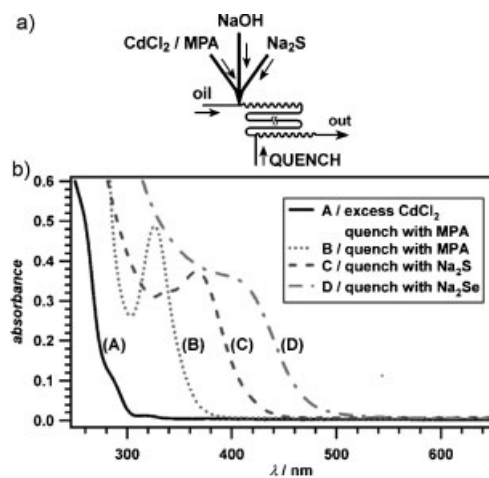 a)
NaOH
CdCl₂ / MPA
Na₂S
oil
out
QUENCH
b)
0.6
0.5
0.4
0.3
0.2
0.1
0.0
absorbance
A / excess CdCl₂
quench with MPA
B / quench with MPA
C / quench with Na₂S
D / quench with Na₂Se
(A)
(B)
(C)
(D)
300
400
500
600
λ / nm